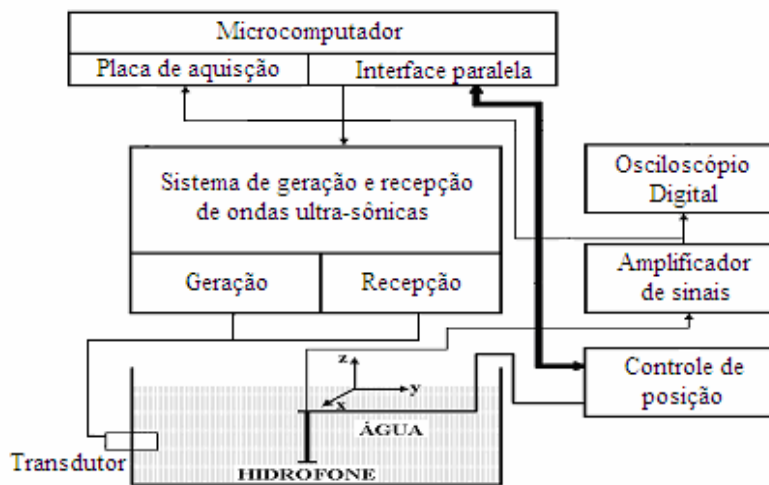 Microcomputador
Placa de aquisção
Interface paralela
Sistema de geração e recepção
de ondas ultra-sônicas
Geração
Recepção
Osciloscópio
Digital
Amplificador
de sinais
Controle de
posição
z
y
x
ÁGUA
Transdutor
HIDROFONE